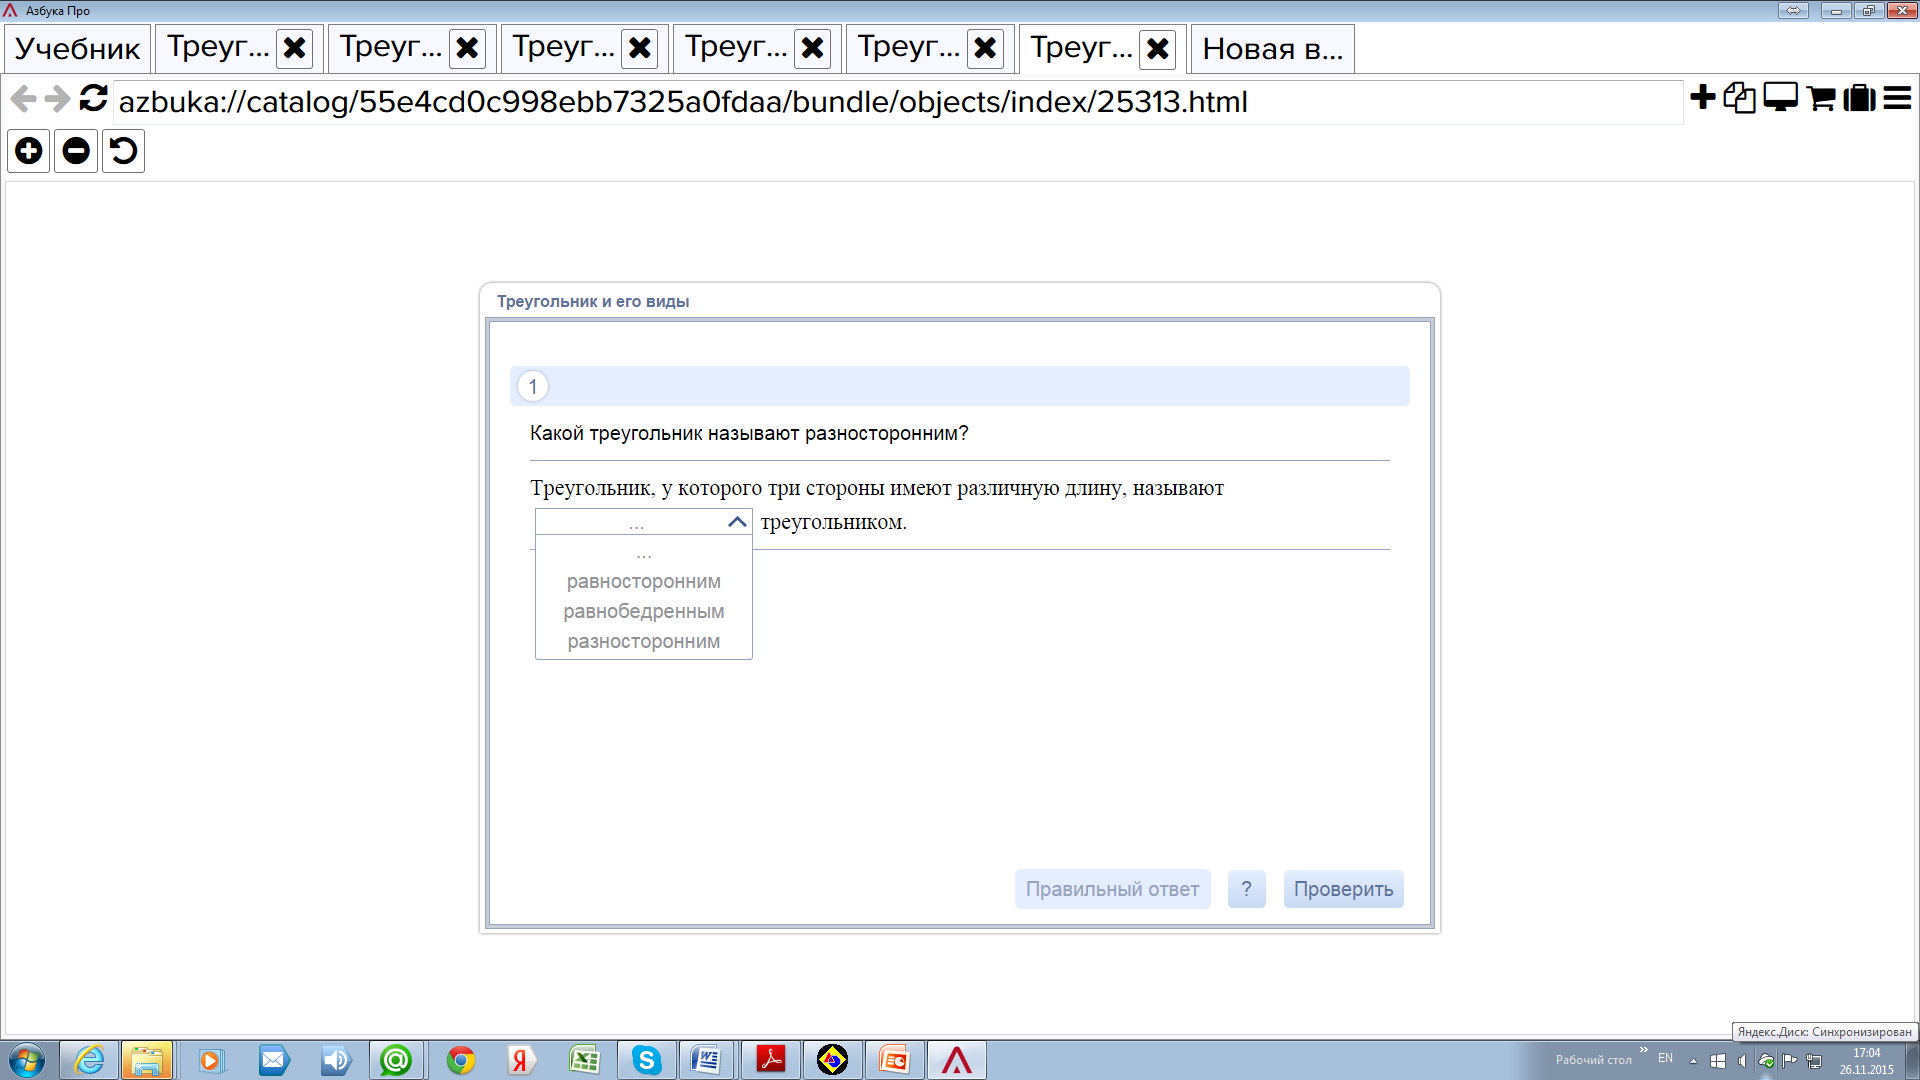 Азбука Про
Учебник
Треуг...
Треуг...
Треуг...
Треуг...
Треуг...
Треуг...
Новая в...
azbuka://catalog/55e4cd0c998ebb7325a0fdaa/bundle/objects/index/25313.html
Треугольник и его виды
1
Какой треугольник называют разносторонним?
Треугольник, у которого три стороны имеют различную длину, называют
... треугольником.
...
равносторонним
равнобедренным
разносторонним
Правильный ответ
?
Проверить
Яндекс.Диск: Синхронизирован
Рабочий стол
EN
17:04
26.11.2015